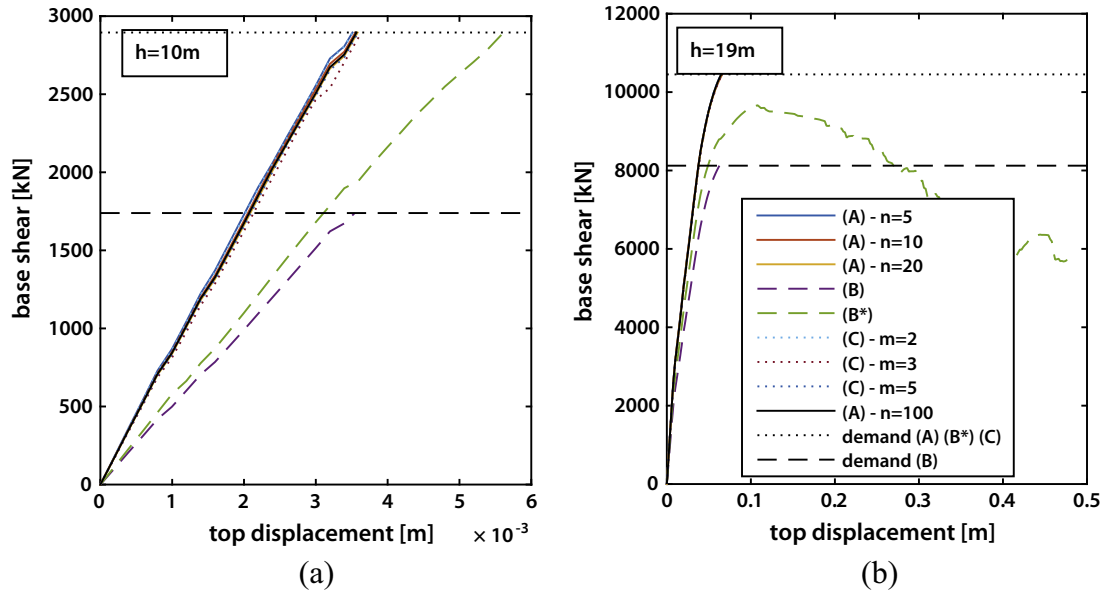 h=10m
3000
2500
2000
1500
1000
500
0
base shear [kN]
0 1 2 3 4 5 6
top displacement [m] × 10⁻³
(a)
h=19m
12000
10000
8000
6000
4000
2000
0
base shear [kN]
(A) - n=5
(A) - n=10
(A) - n=20
(B)
(B*)
(C) - m=2
(C) - m=3
(C) - m=5
(A) - n=100
demand (A) (B*) (C)
demand (B)
0 0.1 0.2 0.3 0.4 0.5
top displacement [m]
(b)